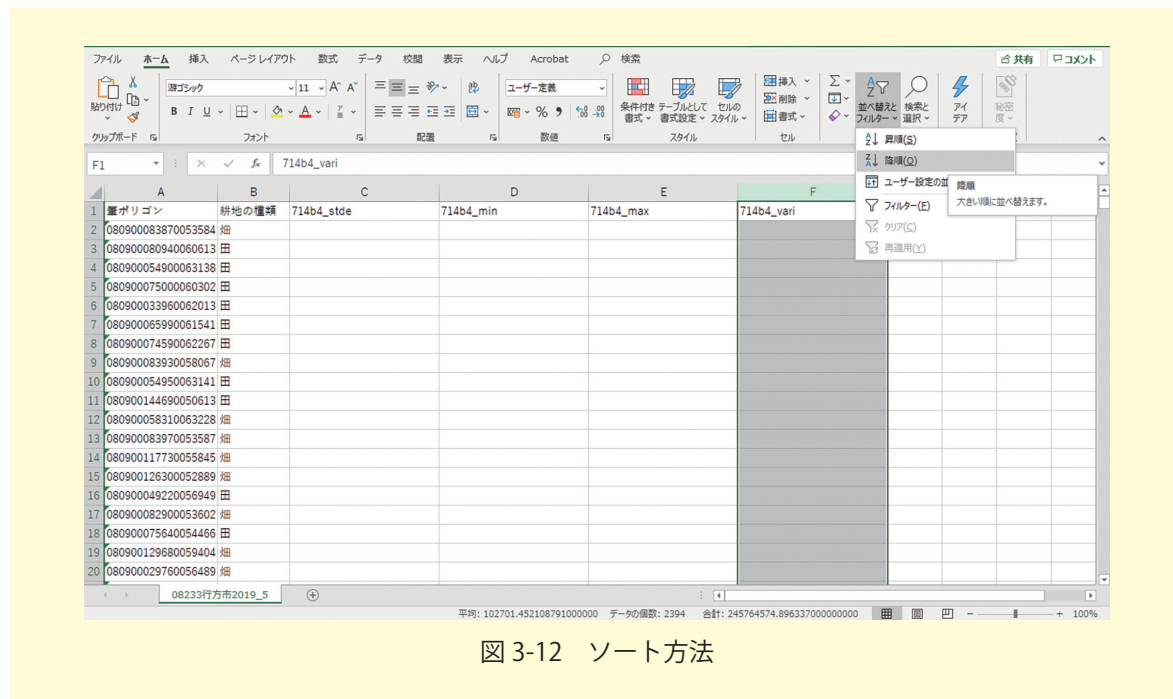 ファイル ホーム 挿入 ページ レイアウト 数式 データ 校閲 表示 ヘルプ Acrobat 検索 共有 コメント
貼り付け 游ゴシック 11 A^ A˅ ab ユーザー定義 条件付き書式 テーブルとして書式設定 セルのスタイル 挿入 削除 書式 並べ替えとフィルター 検索と選択 アイデア 秘密度
B I U A % 9
クリップボード フォント 配置 数値 スタイル セル
昇順(S)
降順(O)
ユーザー設定の並
フィルター(E)
クリア(C)
再適用(Y)
降順
大きい順に並べ替えます。
F1 fx 714b4_vari
A B C D E F
1 筆ポリゴン 耕地の種類 714b4_stde 714b4_min 714b4_max 714b4_vari
2 080900083870053584 畑
3 080900080940060613 田
4 080900054900063138 田
5 080900075000060302 田
6 080900033960062013 田
7 080900065990061541 田
8 080900074590062267 田
9 080900083930058067 畑
10 080900054950063141 田
11 080900144690050613 田
12 080900058310063228 畑
13 080900083970053587 畑
14 080900117730055845 畑
15 080900126300052889 畑
16 080900049220056949 田
17 080900082900053602 畑
18 080900075640054466 田
19 080900129680059404 畑
20 080900029760056489 畑
08233行方市2019_5
平均: 102701.452108791000000 データの個数: 2394 合計: 245764574.896337000000000 100%
図 3-12 ソート方法